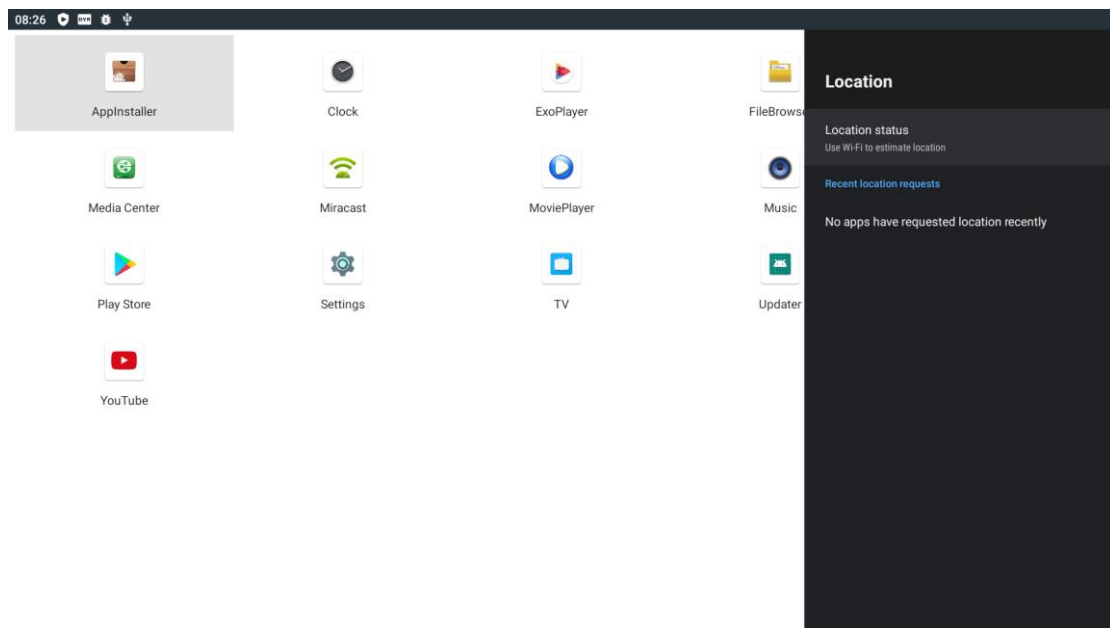 08:26
AppInstaller
Clock
ExoPlayer
FileBrowse
Media Center
Miracast
MoviePlayer
Music
Play Store
Settings
TV
Updater
YouTube
Location
Location status
Use Wi-Fi to estimate location
Recent location requests
No apps have requested location recently